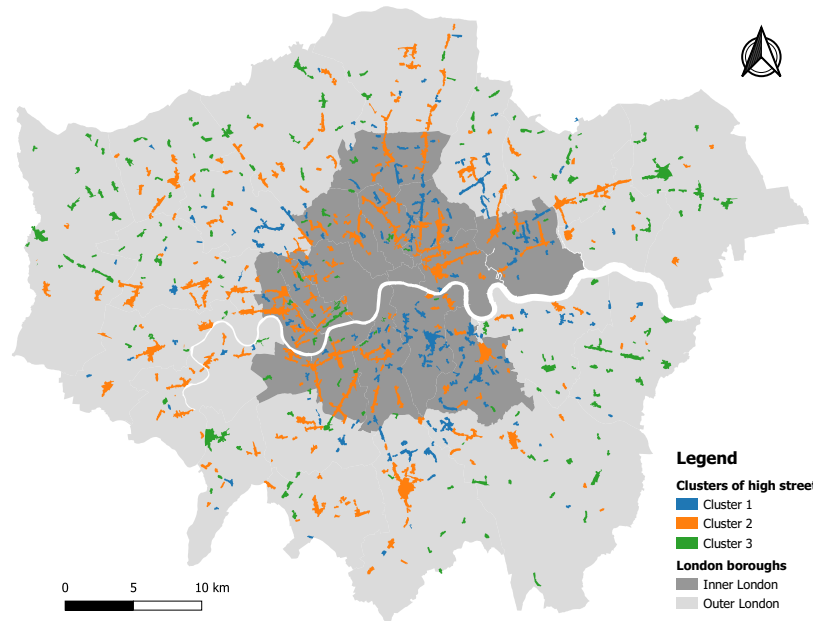 Legend
Clusters of high street
Cluster 1
Cluster 2
Cluster 3
London boroughs
Inner London
Outer London
0 5 10 km